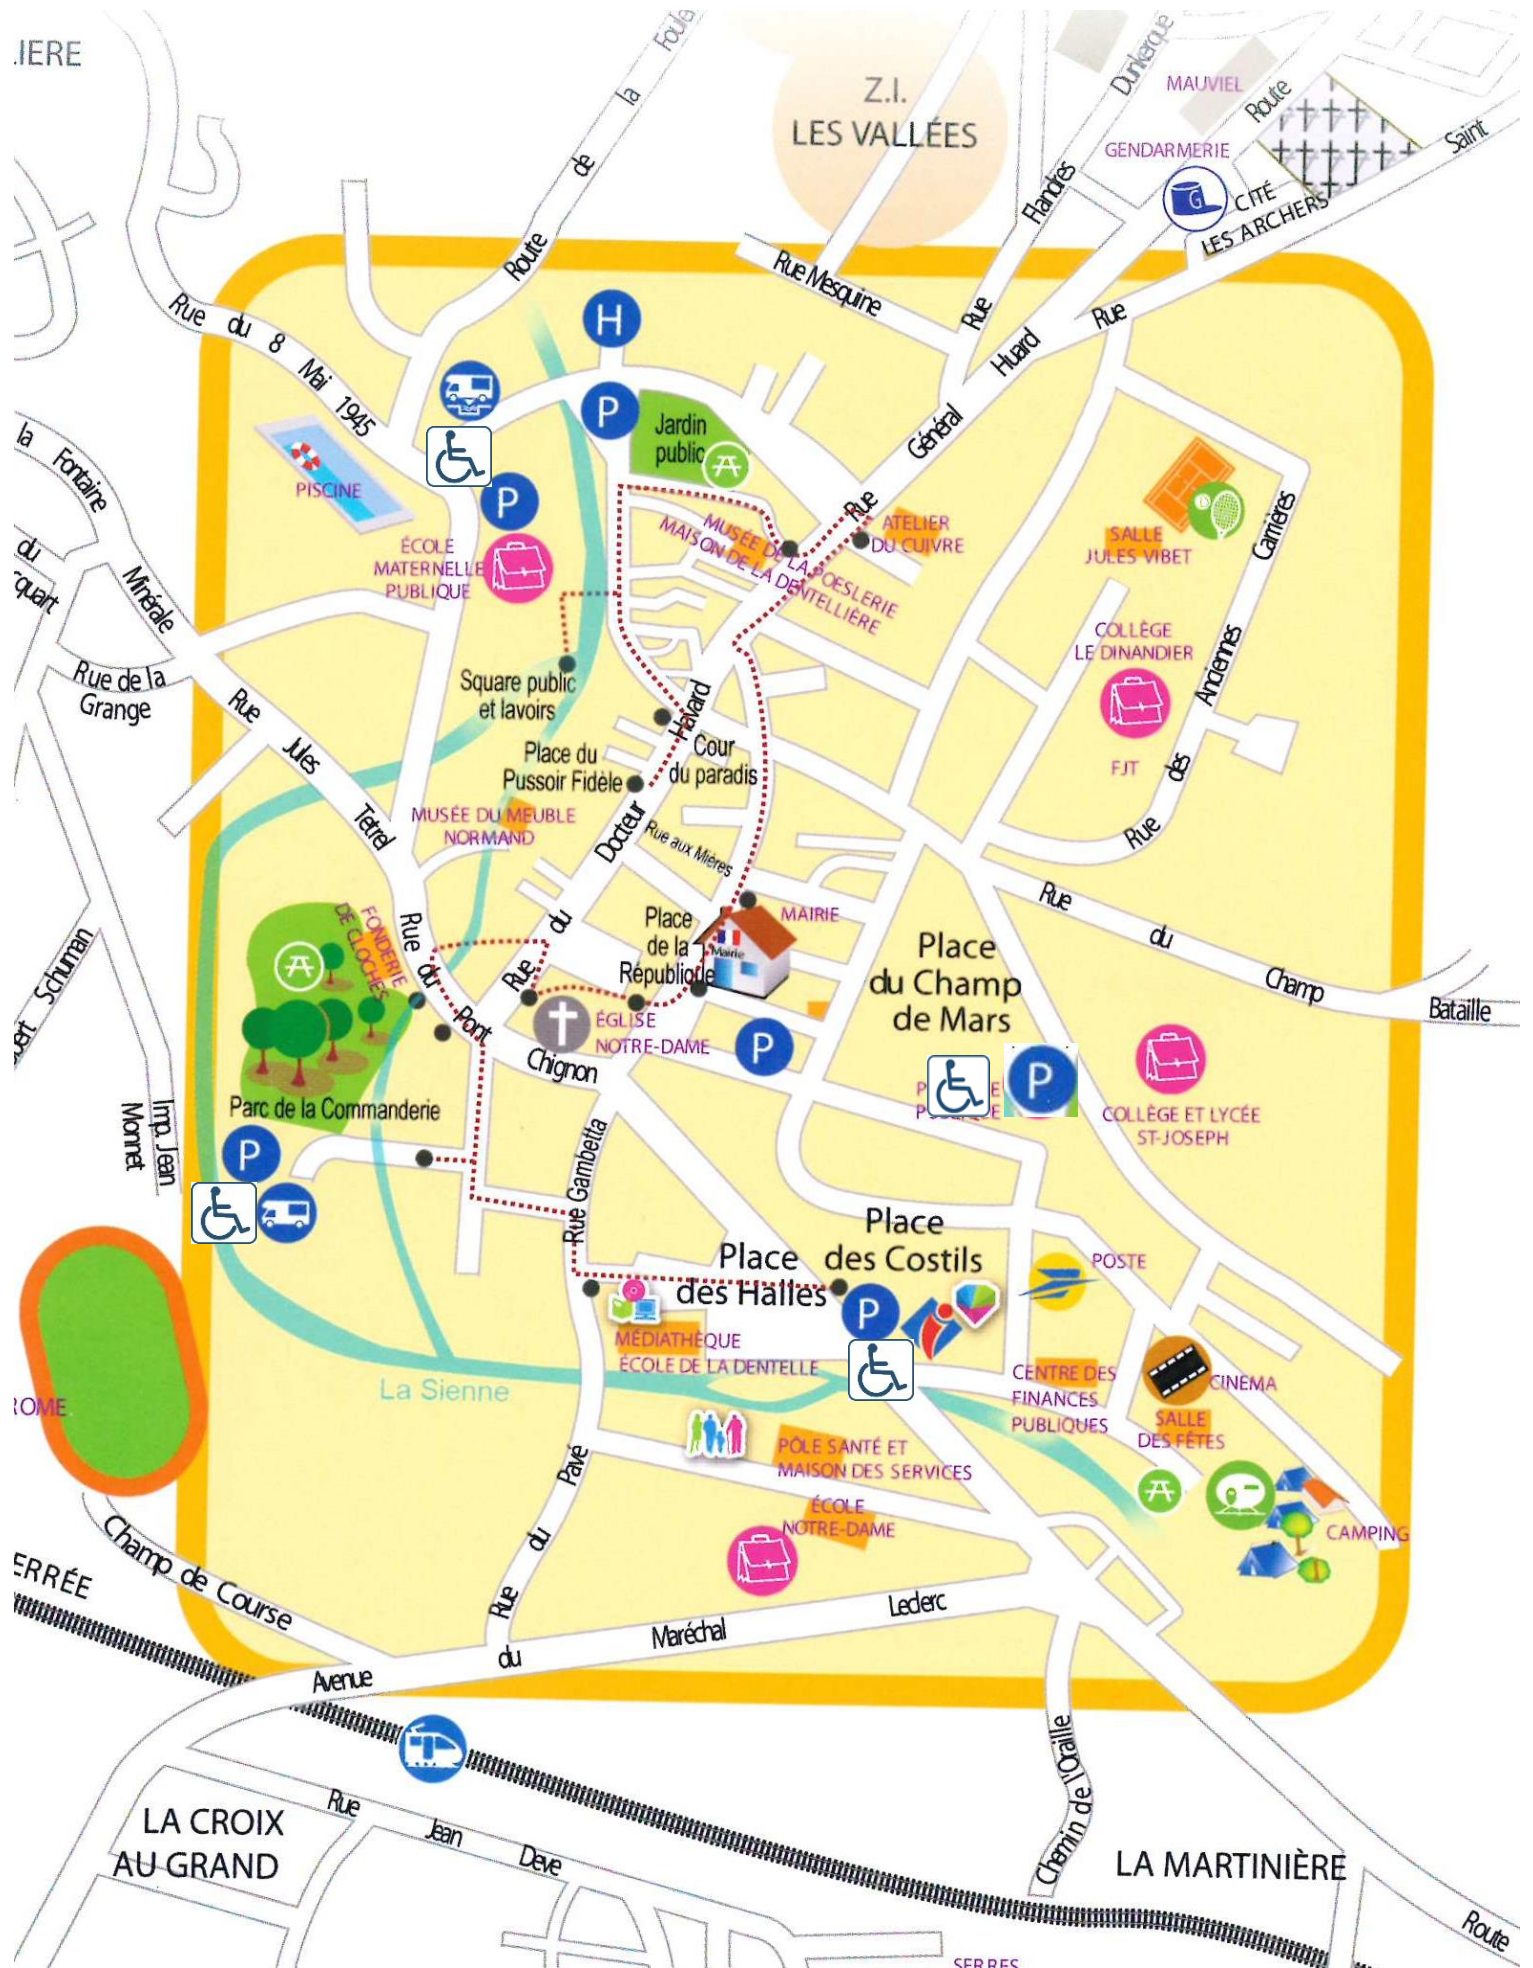 .IERE
Foule
la
de
Route
Z.I.
LES VALLÉES
Dunkerque
MAUVIEL
Route
Saint
GENDARMERIE
G
CITÉ
LES ARCHERS
Flandres
Rue
Rue Mesquine
Rue
Huard
Général
Rue
Rue du 8 Mai 1945
H
P
Jardin
public
la Fontaine
Minérale
du
PISCINE
P
ÉCOLE
MATERNELLE
PUBLIQUE
MUSÉE DE LA POESLERIE
MAISON DE LA DENTELLIÈRE
ATELIER
DU CUIVRE
SALLE
JULES VIBET
Carrières
Anciennes
des
Rue
COLLÈGE
LE DINANDIER
FJT
Rue de la
Grange
Rue
Jules
Tetrel
Square public
et lavoirs
Havard
Cour
du paradis
Place du
Pussoir Fidèle
MUSÉE DU MEUBLE
NORMAND
Docteur
Rue aux Mières
du
Rue
FONDERIE
DE CLOCHES
Rue
du
Pont
Chignon
Place
de la
République
Mairie
MAIRIE
ÉGLISE
NOTRE-DAME
P
Place
du Champ
de Mars
P
Rue
du
Champ
Bataille
COLLÈGE ET LYCÉE
ST-JOSEPH
Schuman
Imp. Jean
Monnet
Parc de la Commanderie
P
Rue Gambetta
Place
des Halles
Place
des Costils
P
POSTE
MÉDIATHÈQUE
ÉCOLE DE LA DENTELLE
La Sienne
CENTRE DES
FINANCES
PUBLIQUES
CINÉMA
SALLE
DES FÊTES
PÔLE SANTÉ ET
MAISON DES SERVICES
ÉCOLE
NOTRE-DAME
CAMPING
Pavé
du
Rue
ROME
Champ de Course
ERRÉE
Avenue
du
Maréchal
Leclerc
Chemin de l'Oraille
LA CROIX
AU GRAND
Rue
Jean
Deve
LA MARTINIÈRE
Route
SERRES